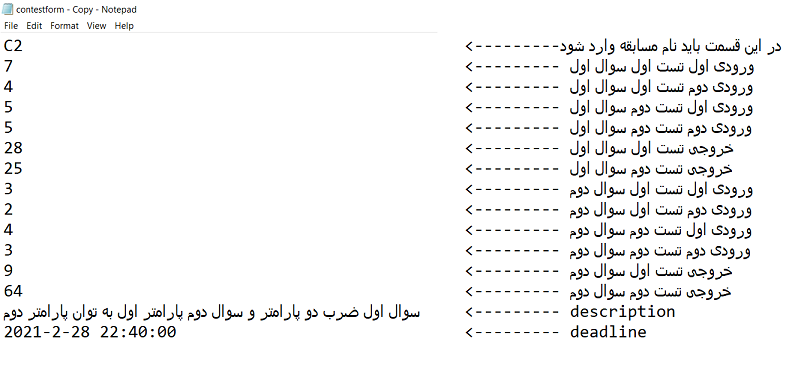 contestform - Copy - Notepad
File Edit Format View Help
C2 <---------در این قسمت باید نام مسابقه وارد شود
7 <--------- ورودی اول تست اول سوال اول
4 <--------- ورودی دوم تست اول سوال اول
5 <--------- ورودی اول تست دوم سوال اول
5 <--------- ورودی دوم تست دوم سوال اول
28 <--------- خروجی تست اول سوال اول
25 <--------- خروجی تست دوم سوال اول
3 <--------- ورودی اول تست اول سوال دوم
2 <--------- ورودی دوم تست اول سوال دوم
4 <--------- ورودی اول تست دوم سوال دوم
3 <--------- ورودی دوم تست دوم سوال دوم
9 <--------- خروجی تست اول سوال دوم
64 <--------- خروجی تست دوم سوال دوم
سوال اول ضرب دو پارامتر و سوال دوم پارامتر اول به توان پارامتر دوم <--------- description
2021-2-28 22:40:00 <--------- deadline